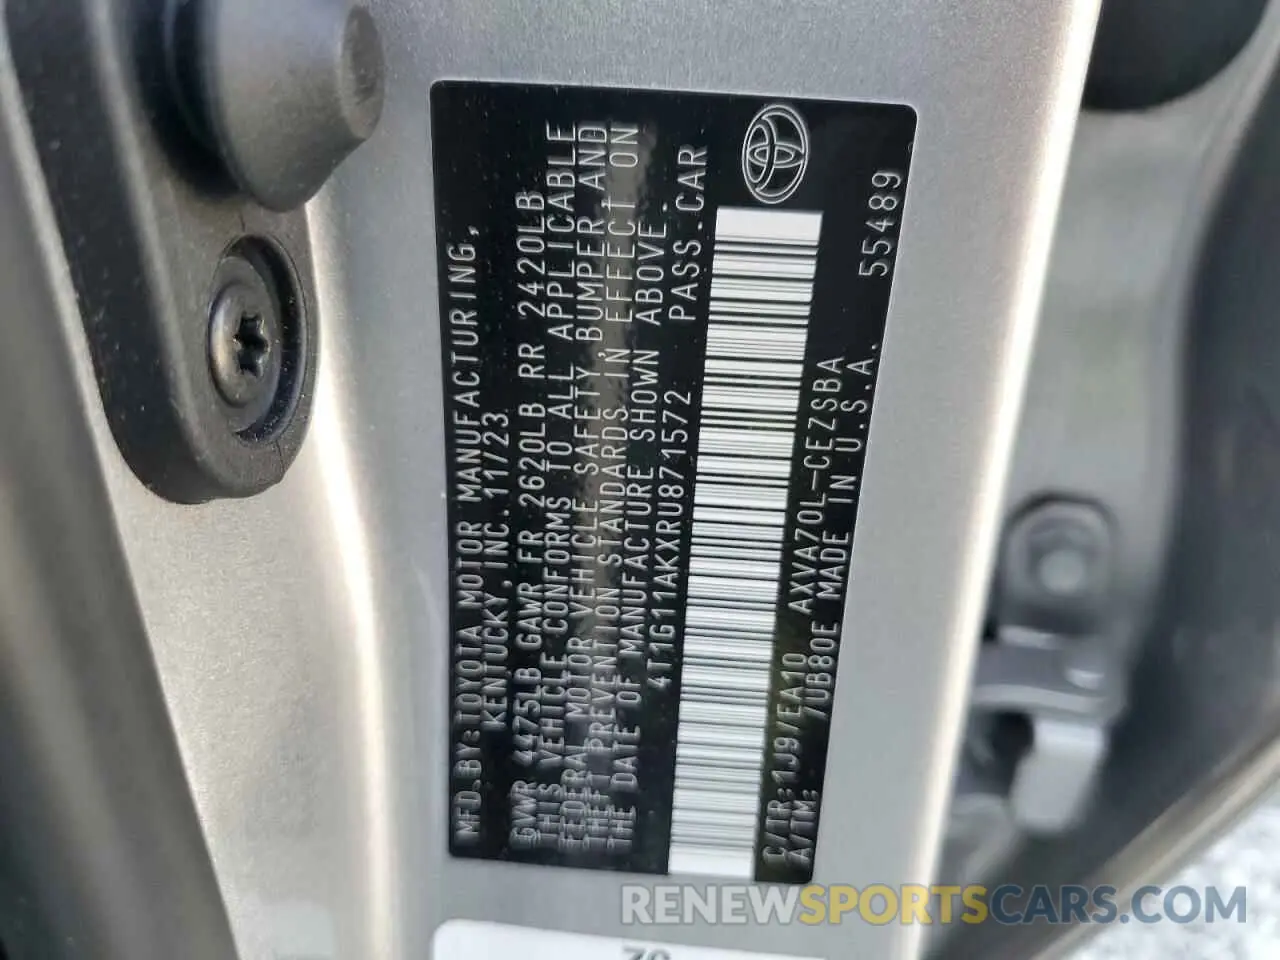 MFD. BY: TOYOTA MOTOR MANUFACTURING,
KENTUCKY, INC. 11/23
GVWR 4475LB GAWR FR 2620LB RR 2420LB
THIS VEHICLE CONFORMS TO ALL APPLICABLE
FEDERAL MOTOR VEHICLE SAFETY, BUMPER, AND
THEFT PREVENTION STANDARDS IN EFFECT ON
THE DATE OF MANUFACTURE SHOWN ABOVE.
4T1G11AKXRU871572 PASS. CAR
C/TR: 1J9/EA10 AXVA70L-CEZSBA
A/TM: /UB80E MADE IN U.S.A. 55489
RENEWSPORTSCARS.COM